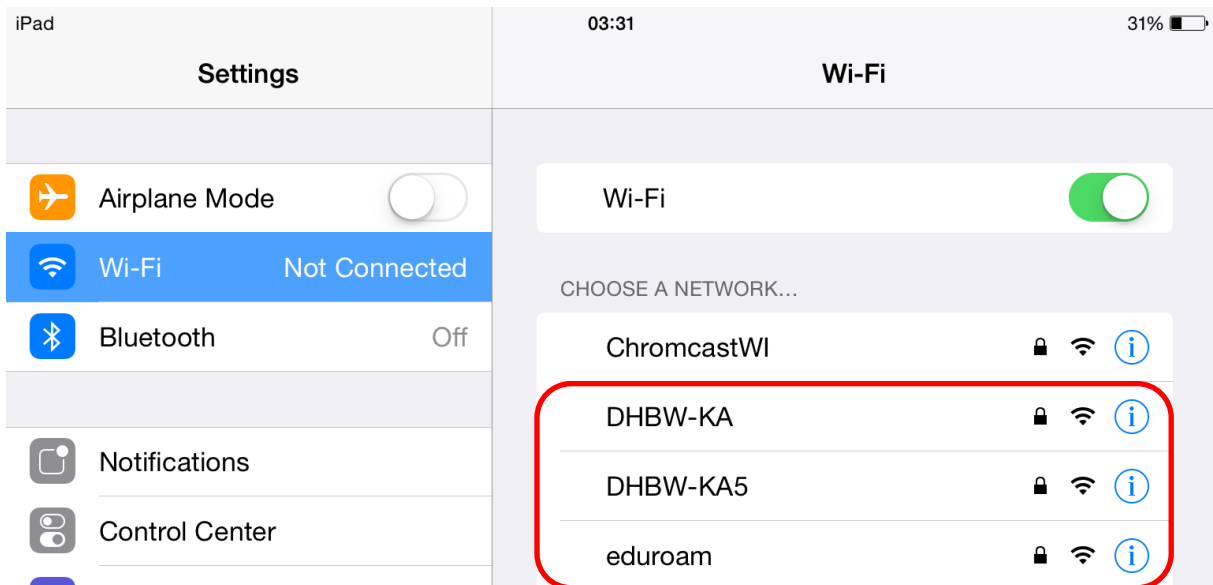 iPad
03:31
31%
Settings
Wi-Fi
Airplane Mode
Wi-Fi Not Connected
Bluetooth Off
Notifications
Control Center
Wi-Fi
CHOOSE A NETWORK...
ChromcastWI
DHBW-KA
DHBW-KA5
eduroam